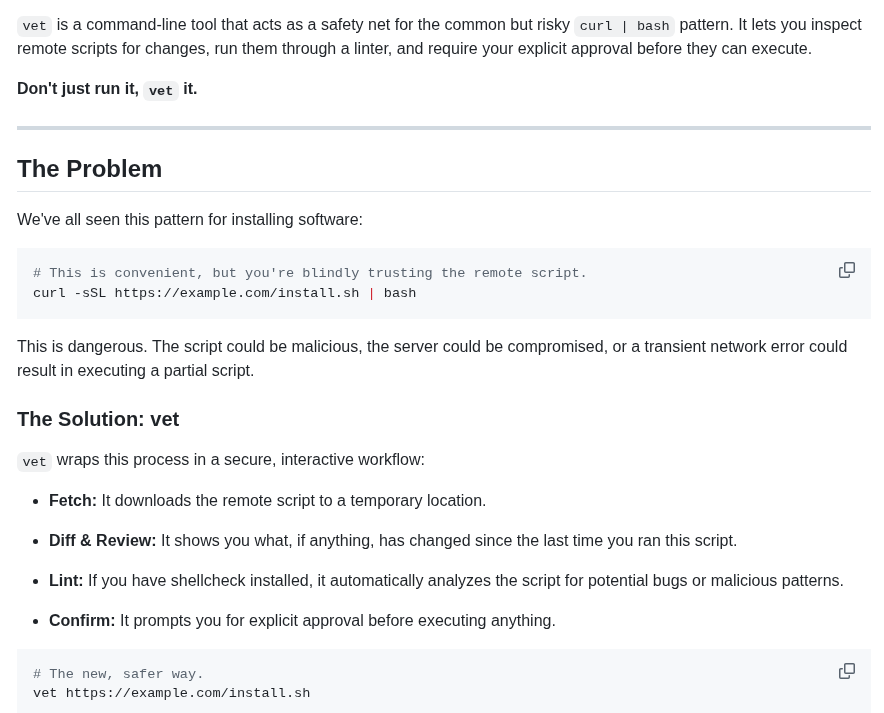 vet is a command-line tool that acts as a safety net for the common but risky curl | bash pattern. It lets you inspect
remote scripts for changes, run them through a linter, and require your explicit approval before they can execute.
Don't just run it, vet it.
The Problem
We've all seen this pattern for installing software:
# This is convenient, but you're blindly trusting the remote script.
curl -sSL https://example.com/install.sh | bash
This is dangerous. The script could be malicious, the server could be compromised, or a transient network error could
result in executing a partial script.
The Solution: vet
vet wraps this process in a secure, interactive workflow:
• Fetch: It downloads the remote script to a temporary location.
• Diff & Review: It shows you what, if anything, has changed since the last time you ran this script.
• Lint: If you have shellcheck installed, it automatically analyzes the script for potential bugs or malicious patterns.
• Confirm: It prompts you for explicit approval before executing anything.
# The new, safer way.
vet https://example.com/install.sh